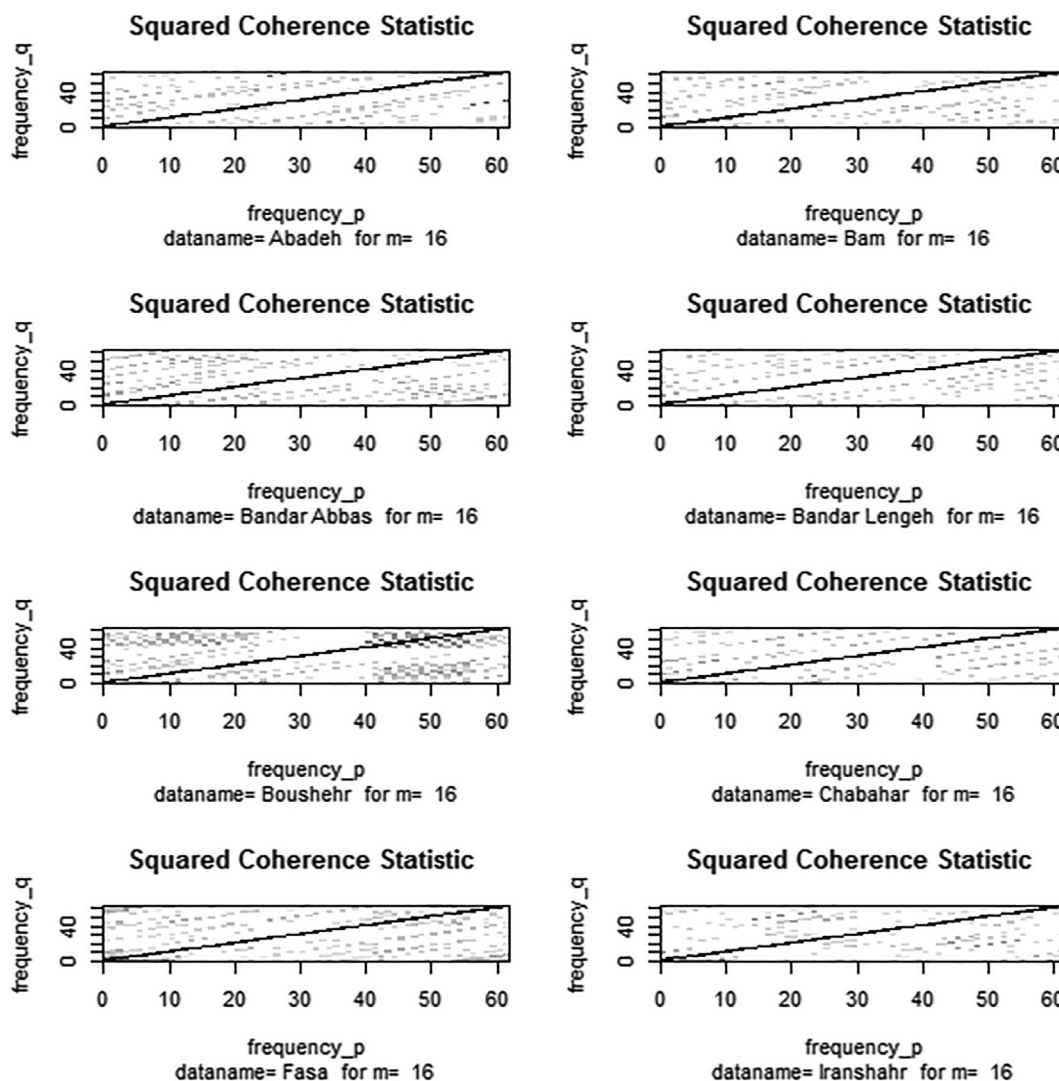 Squared Coherence Statistic
frequency_q
0 40
0 10 20 30 40 50 60
frequency_p
dataname= Abadeh for m= 16
Squared Coherence Statistic
frequency_q
0 40
0 10 20 30 40 50 60
frequency_p
dataname= Bam for m= 16
Squared Coherence Statistic
frequency_q
0 40
0 10 20 30 40 50 60
frequency_p
dataname= Bandar Abbas for m= 16
Squared Coherence Statistic
frequency_q
0 40
0 10 20 30 40 50 60
frequency_p
dataname= Bandar Lengeh for m= 16
Squared Coherence Statistic
frequency_q
0 40
0 10 20 30 40 50 60
frequency_p
dataname= Boushehr for m= 16
Squared Coherence Statistic
frequency_q
0 40
0 10 20 30 40 50 60
frequency_p
dataname= Chabahar for m= 16
Squared Coherence Statistic
frequency_q
0 40
0 10 20 30 40 50 60
frequency_p
dataname= Fasa for m= 16
Squared Coherence Statistic
frequency_q
0 40
0 10 20 30 40 50 60
frequency_p
dataname= Iranshahr for m= 16